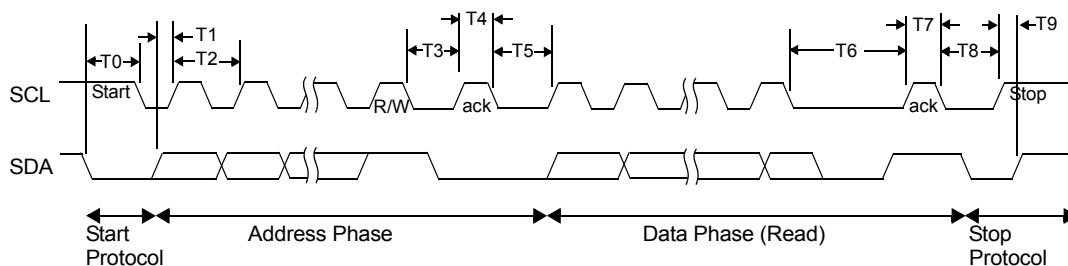 T4
T7
T9
T1
T0
T2
T3
T5
T6
T8
SCL
Start
R/W
ack
ack
Stop
SDA
Start
Protocol
Address Phase
Data Phase (Read)
Stop
Protocol